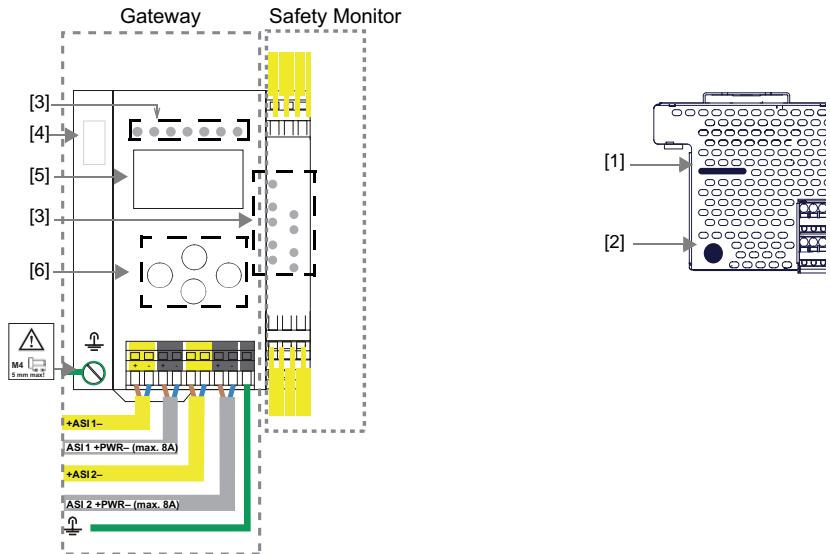 Gateway
Safety Monitor
[3]
[4]
[5]
[3]
[6]
[1]
[2]
M4
5 mm max!
+ - + - + -
+ASI 1–
ASI 1 +PWR– (max. 8A)
+ASI 2–
ASI 2 +PWR– (max. 8A)